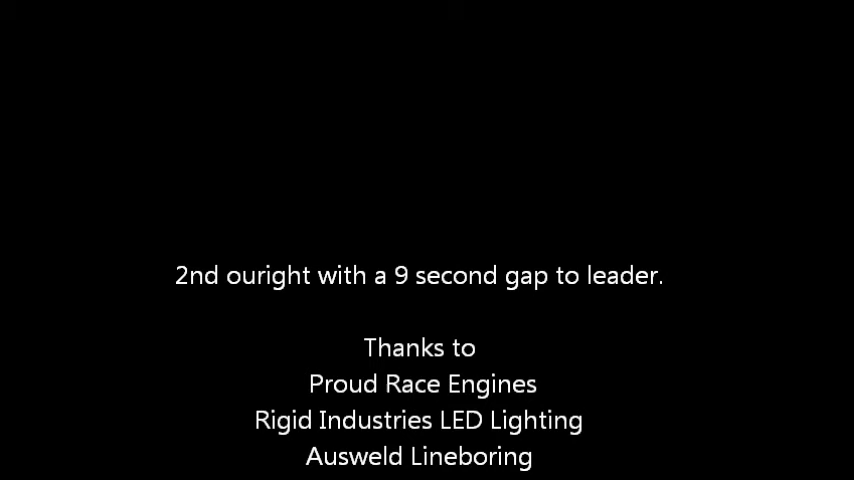 2nd ouright with a 9 second gap to leader.
Thanks to
Proud Race Engines
Rigid Industries LED Lighting
Ausweld Lineboring